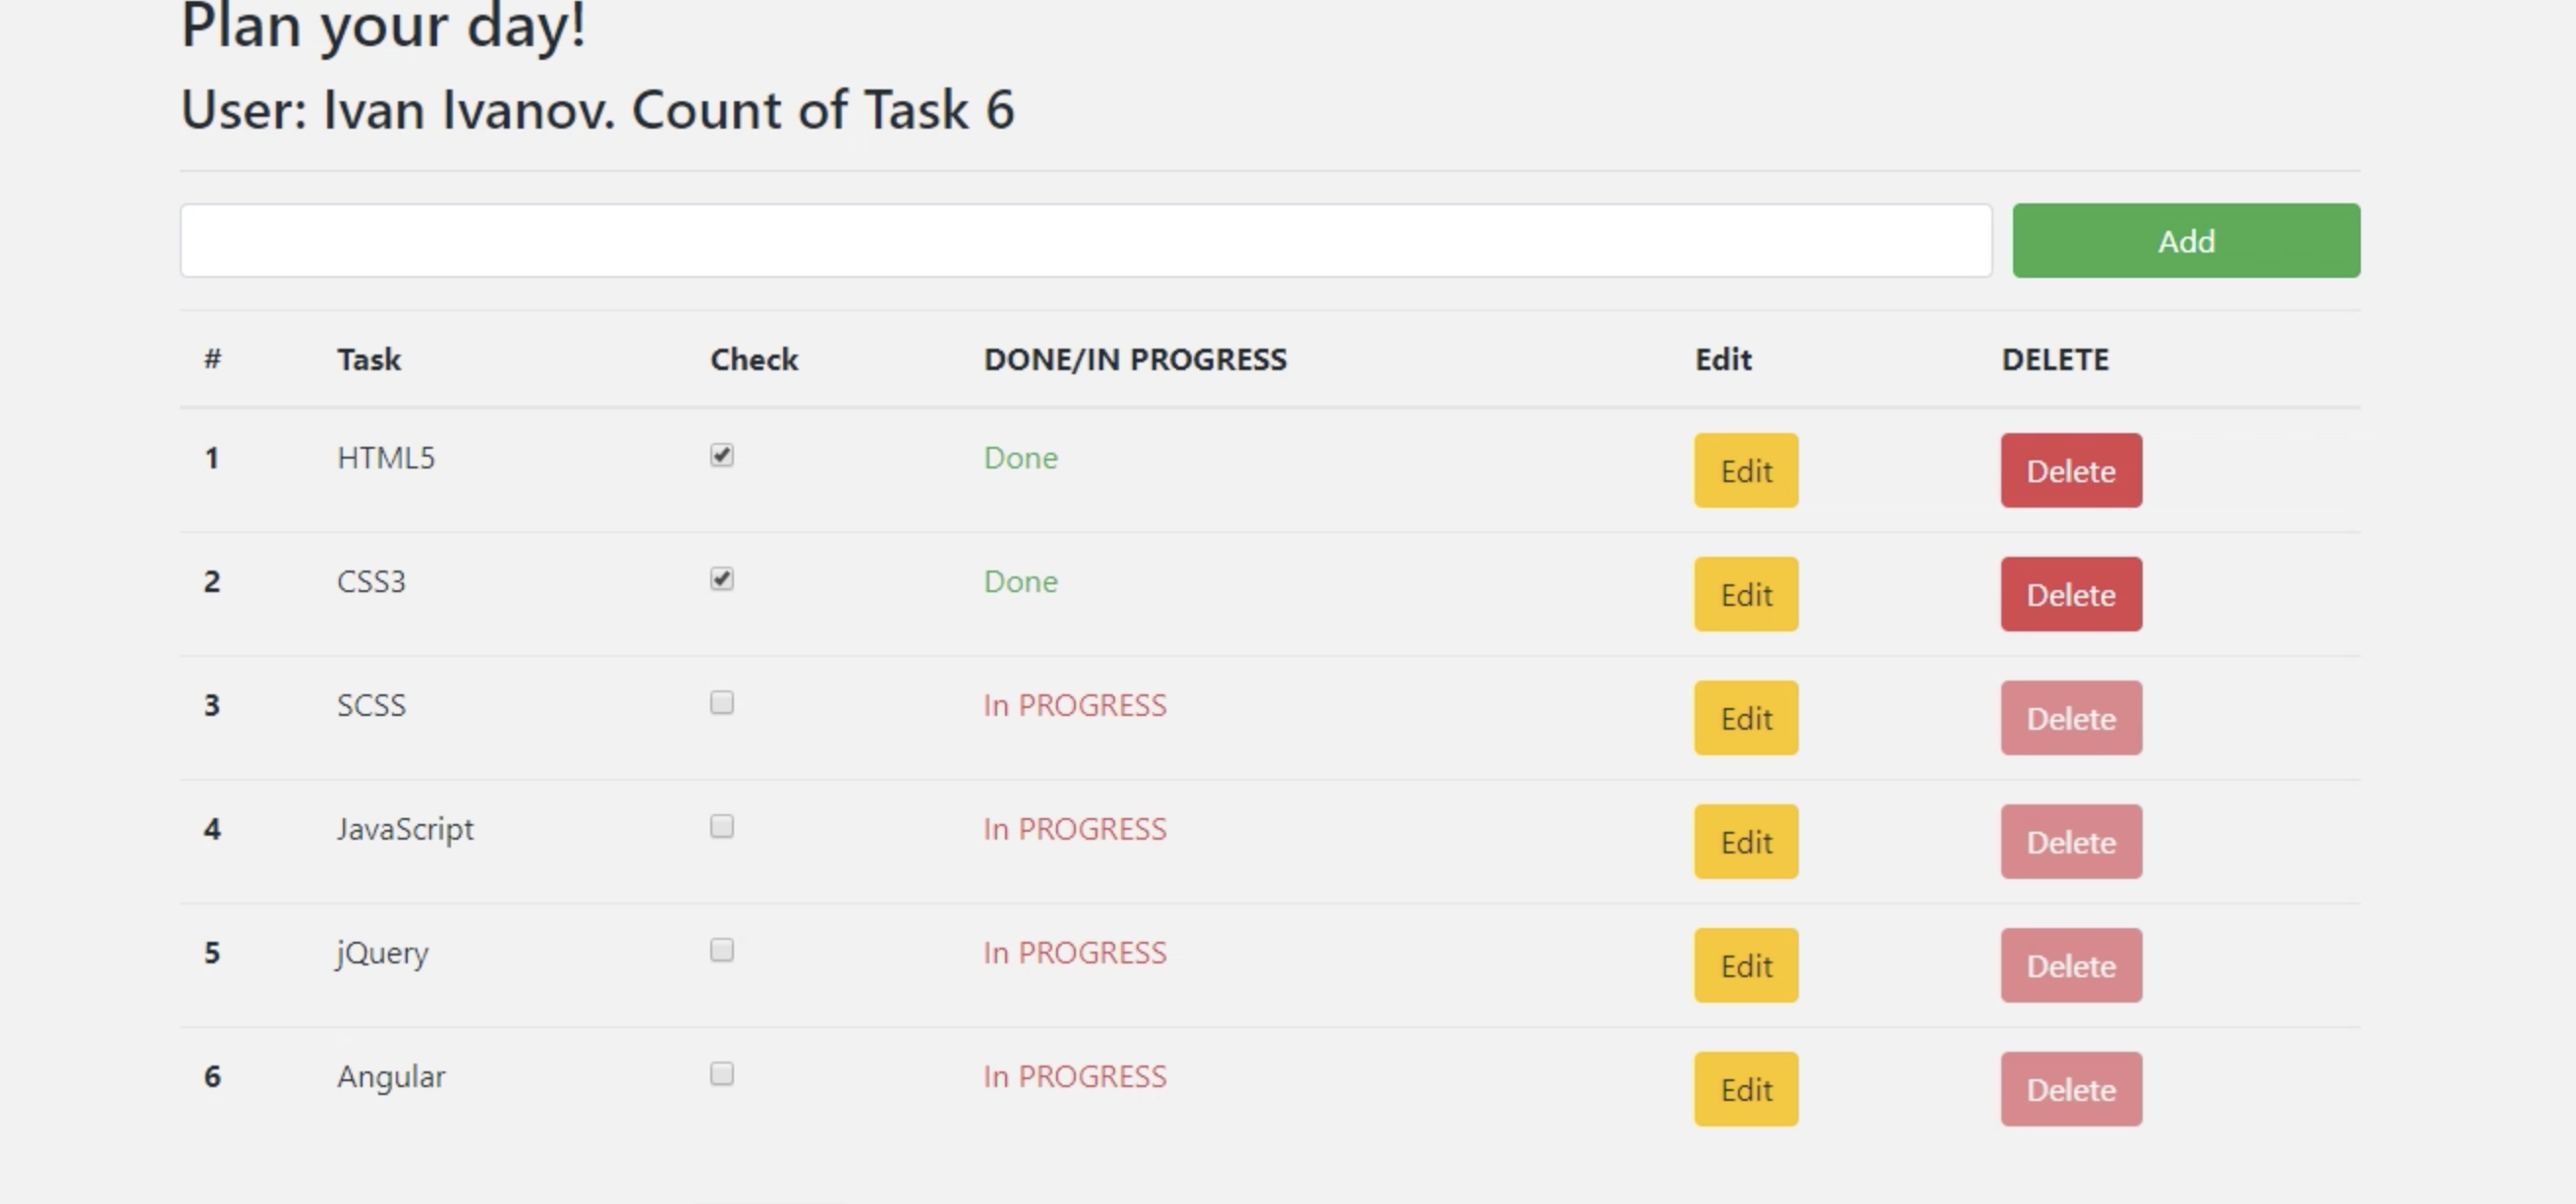 Plan your day!
User: Ivan Ivanov. Count of Task 6
Add
# Task Check DONE/IN PROGRESS Edit DELETE
1 HTML5 Done Edit Delete
2 CSS3 Done Edit Delete
3 SCSS In PROGRESS Edit Delete
4 JavaScript In PROGRESS Edit Delete
5 jQuery In PROGRESS Edit Delete
6 Angular In PROGRESS Edit Delete